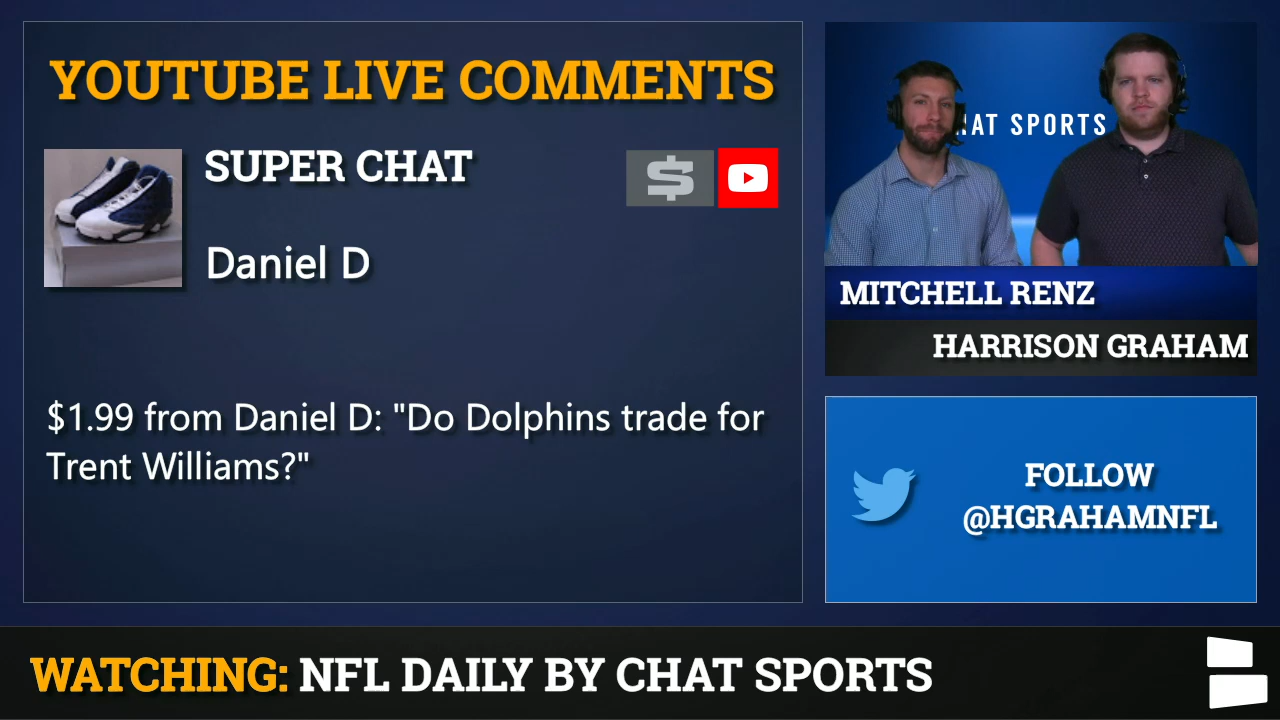 YOUTUBE LIVE COMMENTS
SUPER CHAT
Daniel D
$1.99 from Daniel D: "Do Dolphins trade for
Trent Williams?"
HAT SPORTS
MITCHELL RENZ
HARRISON GRAHAM
FOLLOW
@HGRAHAMNFL
WATCHING: NFL DAILY BY CHAT SPORTS